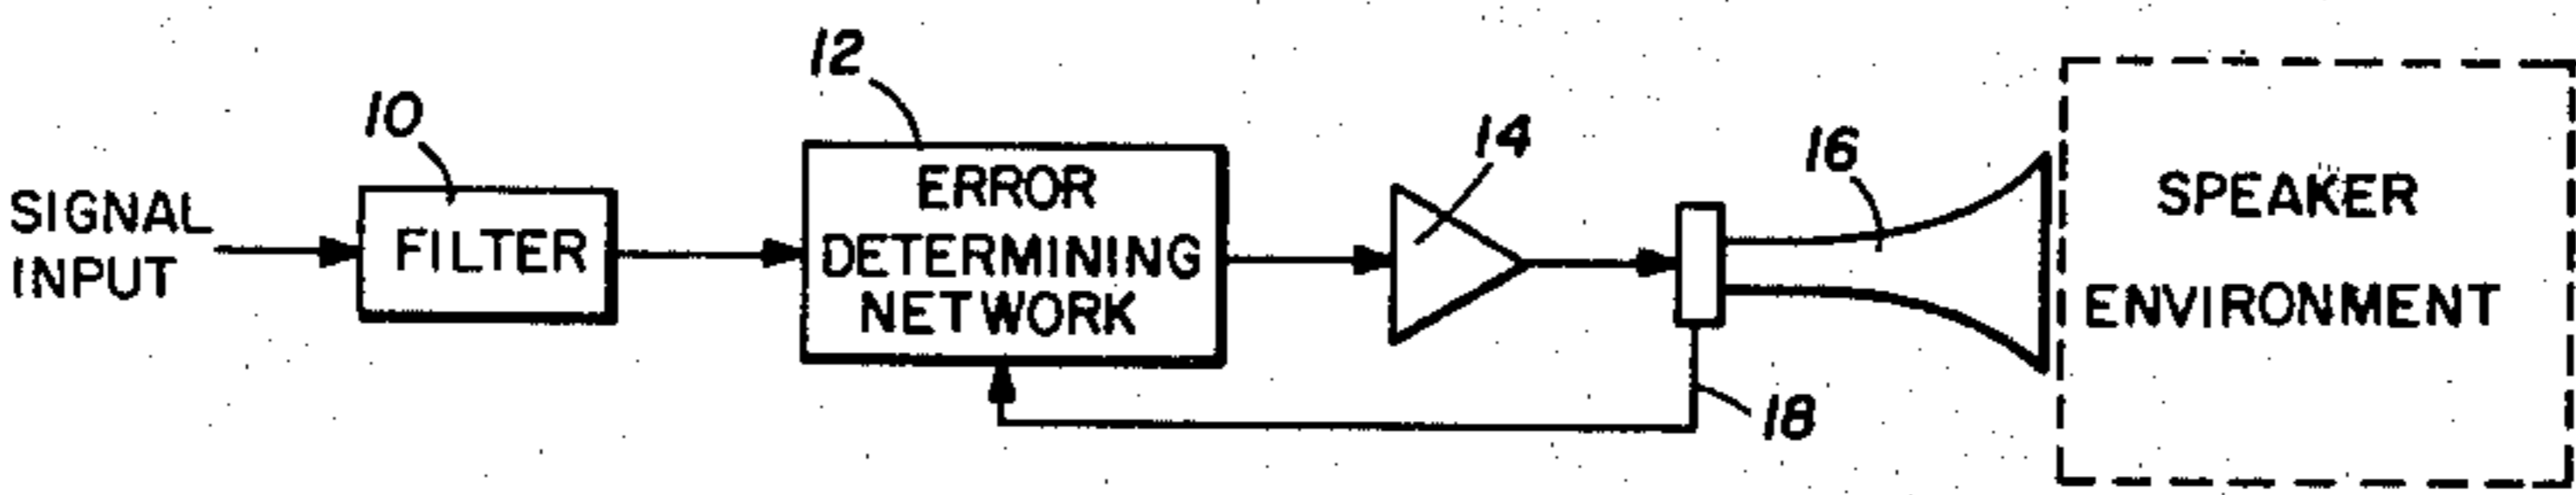 SIGNAL
INPUT
10
FILTER
12
ERROR
DETERMINING
NETWORK
14
16
18
SPEAKER
ENVIRONMENT